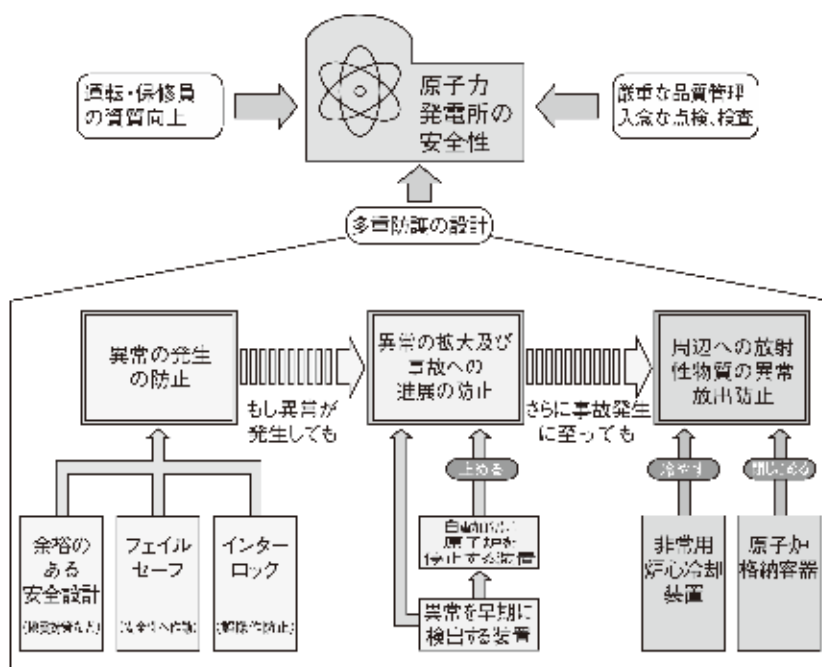 運転・保修員
の資質向上
原子力
発電所の
安全性
厳重な品質管理
入念な点検、検査
多重防護の設計
異常の発生
の防止
もし異常が
発生しても
異常の拡大及び
事故への
進展の防止
さらに事故発生
に至っても
周辺への放射
性物質の異常
放出防止
止める
冷やす
閉じこめる
余裕の
ある
安全設計
フェイル
セーフ
インター
ロック
自動的に
原子炉を
停止する装置
異常を早期に
検出する装置
非常用
炉心冷却
装置
原子炉
格納容器